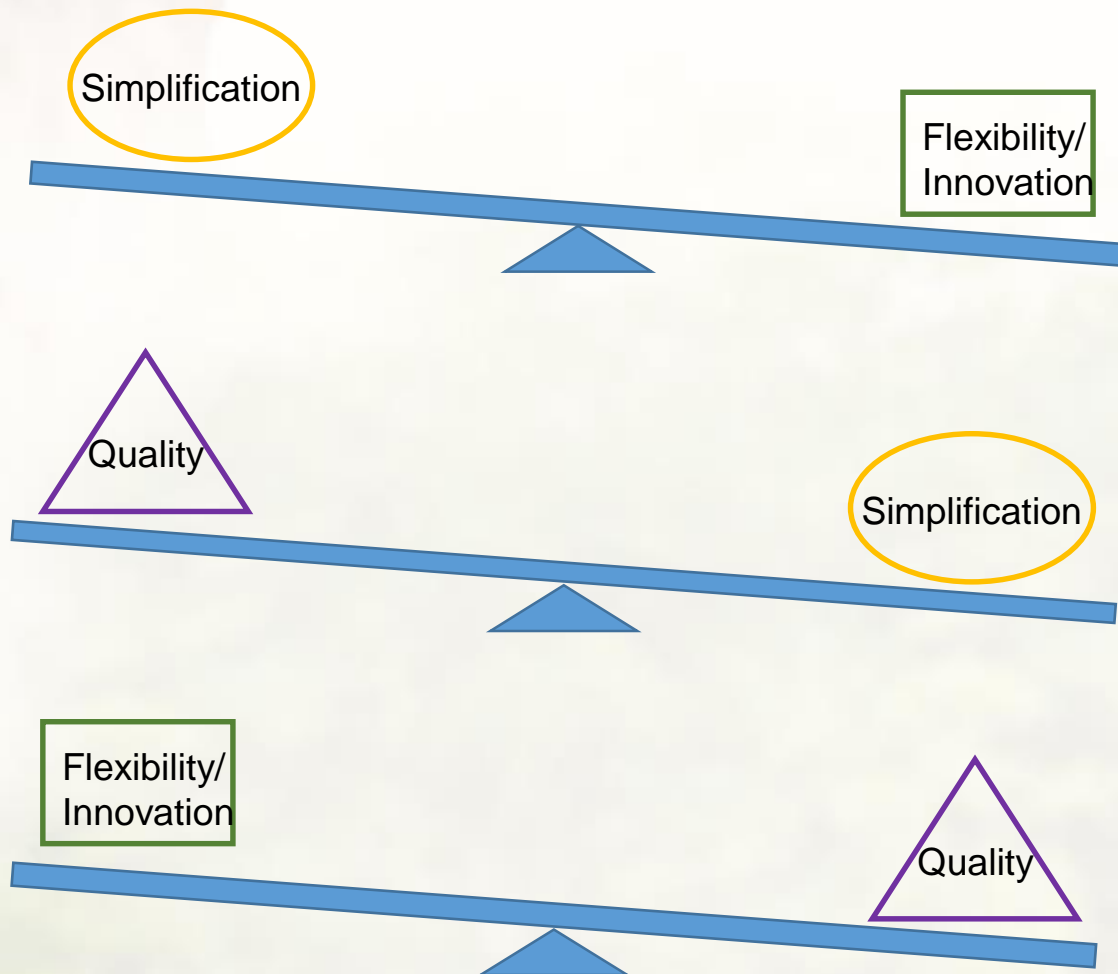 Simplification
Flexibility/
Innovation
Quality
Simplification
Flexibility/
Innovation
Quality